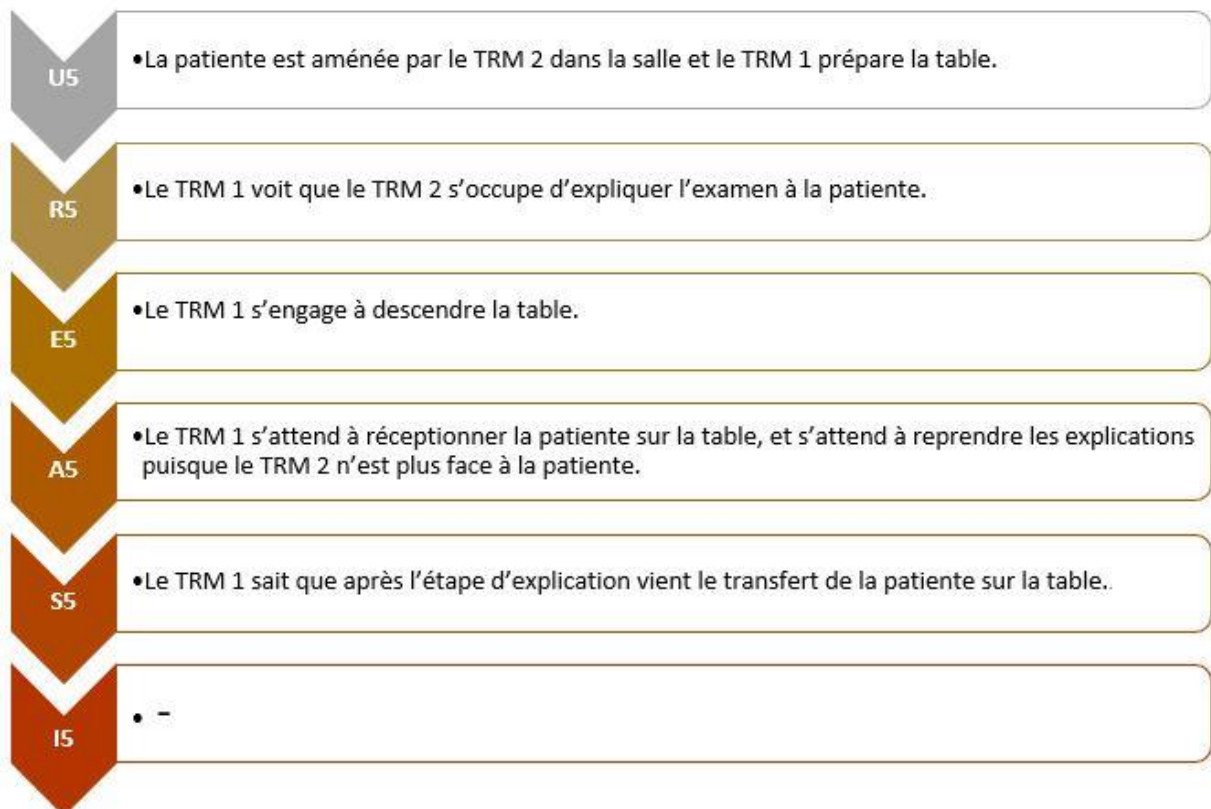 U5
•La patiente est aménée par le TRM 2 dans la salle et le TRM 1 prépare la table.
R5
•Le TRM 1 voit que le TRM 2 s’occupe d’expliquer l’examen à la patiente.
E5
•Le TRM 1 s’engage à descendre la table.
A5
•Le TRM 1 s’attend à réceptionner la patiente sur la table, et s’attend à reprendre les explications
puisque le TRM 2 n’est plus face à la patiente.
S5
•Le TRM 1 sait que après l’étape d’explication vient le transfert de la patiente sur la table.
I5
• –